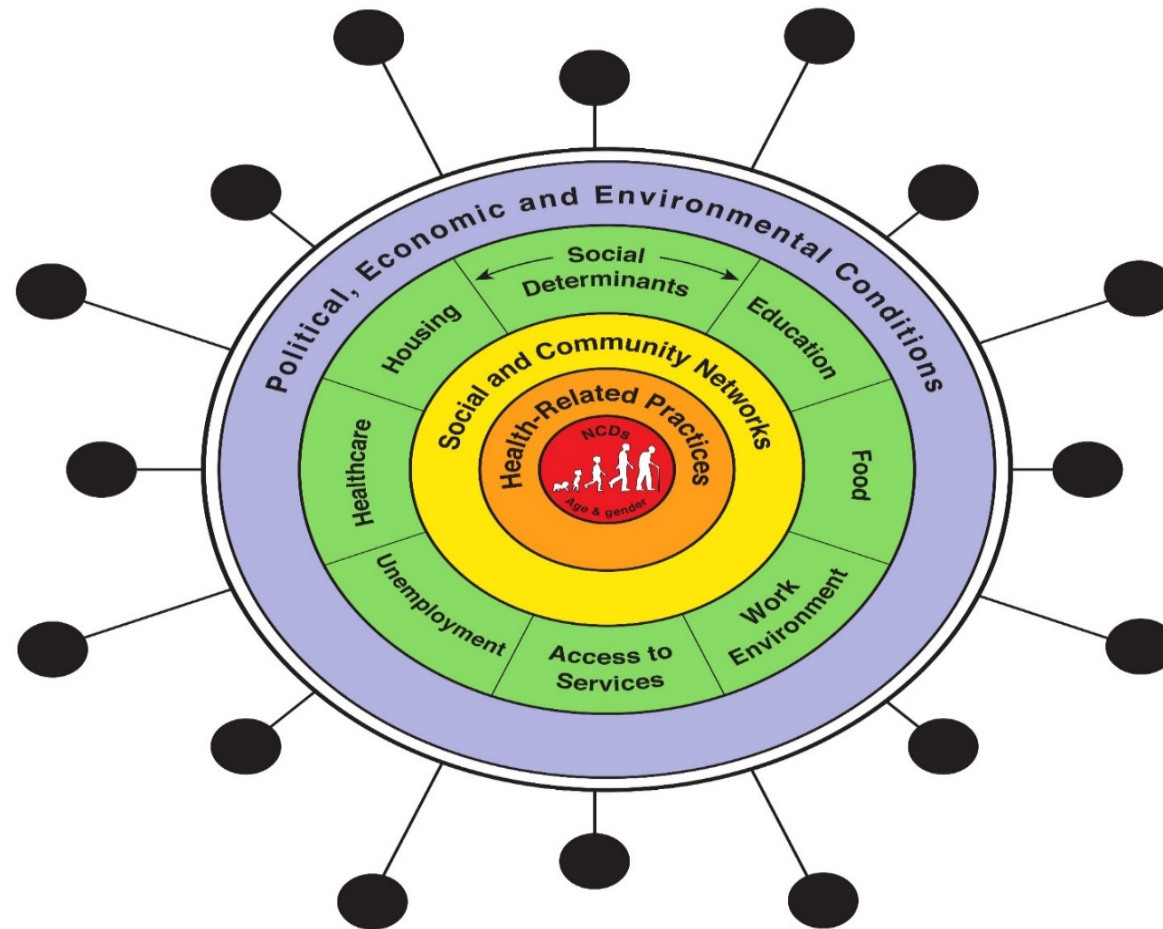 Political, Economic and Environmental Conditions
Social
Determinants
Housing
Education
Healthcare
Food
Unemployment
Work
Environment
Access to
Services
Social and Community Networks
Health-Related Practices
NCDs
Age & gender